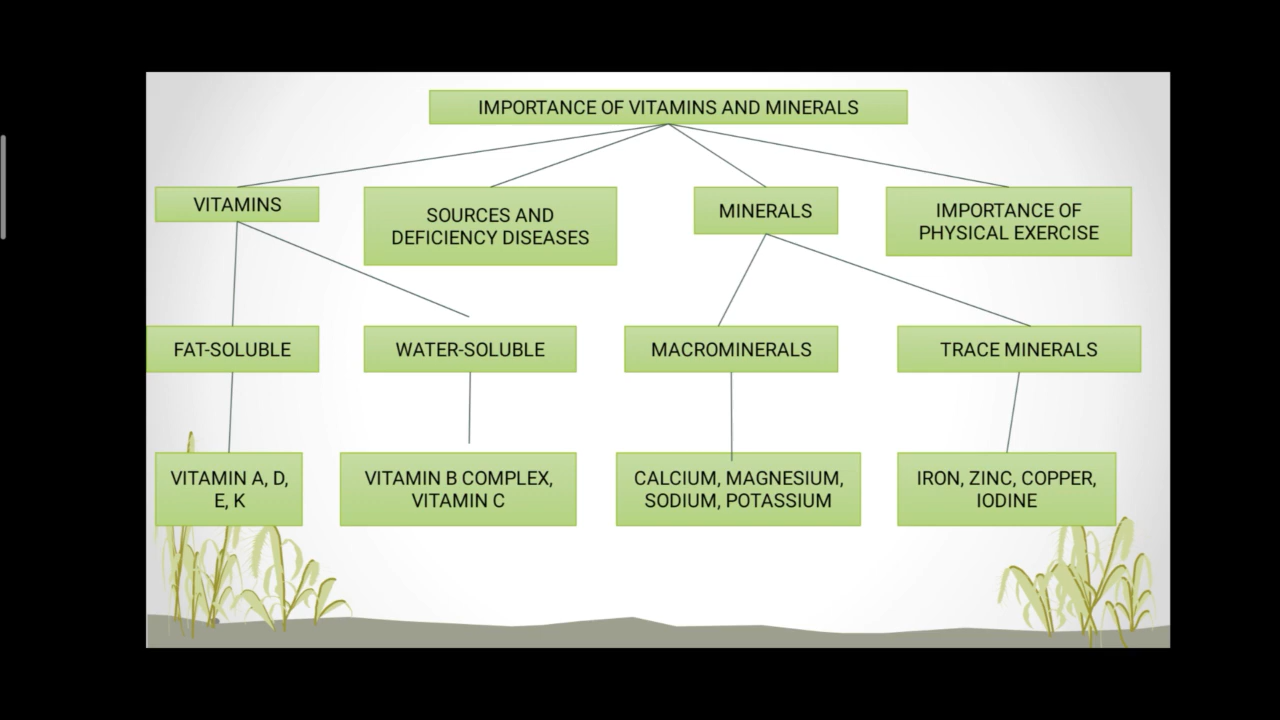 IMPORTANCE OF VITAMINS AND MINERALS
VITAMINS
SOURCES AND
DEFICIENCY DISEASES
MINERALS
IMPORTANCE OF
PHYSICAL EXERCISE
FAT-SOLUBLE
WATER-SOLUBLE
MACROMINERALS
TRACE MINERALS
VITAMIN A, D,
E, K
VITAMIN B COMPLEX,
VITAMIN C
CALCIUM, MAGNESIUM,
SODIUM, POTASSIUM
IRON, ZINC, COPPER,
IODINE